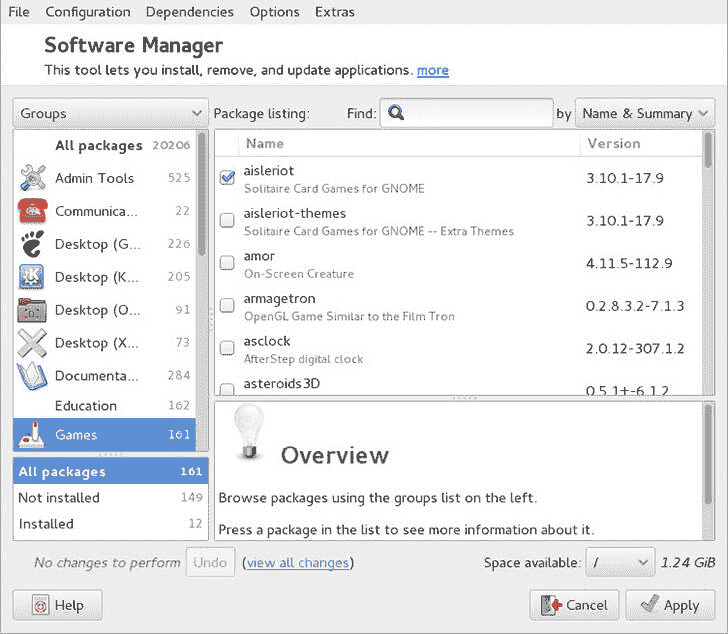 File Configuration Dependencies Options Extras
Software Manager
This tool lets you install, remove, and update applications. more
Groups
Package listing: Find: by Name & Summary
All packages 20206
Admin Tools 525
Communica... 22
Desktop (G... 226
Desktop (K... 205
Desktop (O... 91
Desktop (X... 73
Documenta... 284
Education 162
Games 161
All packages 161
Not installed 149
Installed 12
Name Version
aisleriot 3.10.1-17.9
Solitaire Card Games for GNOME
aisleriot-themes 3.10.1-17.9
Solitaire Card Games for GNOME -- Extra Themes
amor 4.11.5-112.9
On-Screen Creature
armagetron 0.2.8.3.2-7.1.3
OpenGL Game Similar to the Film Tron
asclock 2.0.12-307.1.2
AfterStep digital clock
asteroids3D 0.5.1+-6.1.2
Overview
Browse packages using the groups list on the left.
Press a package in the list to see more information about it.
No changes to perform Undo (view all changes) Space available: / 1.24 GiB
Help Cancel Apply